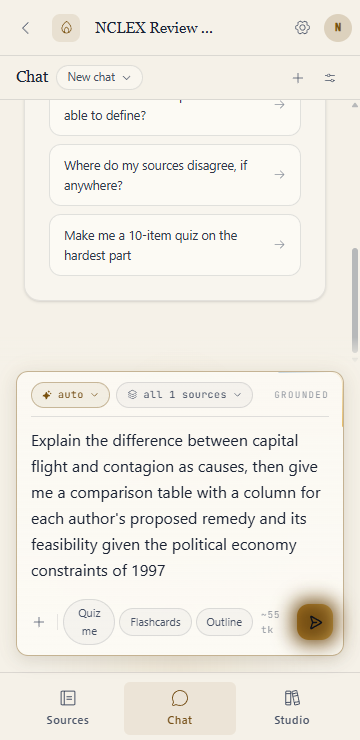 NCLEX Review ...
N
Chat
New chat
able to define?
Where do my sources disagree, if
anywhere?
Make me a 10-item quiz on the
hardest part
auto
all 1 sources
GROUNDED
Explain the difference between capital
flight and contagion as causes, then give
me a comparison table with a column for
each author's proposed remedy and its
feasibility given the political economy
constraints of 1997
Quiz
me
Flashcards
Outline
~55
tk
Sources
Chat
Studio